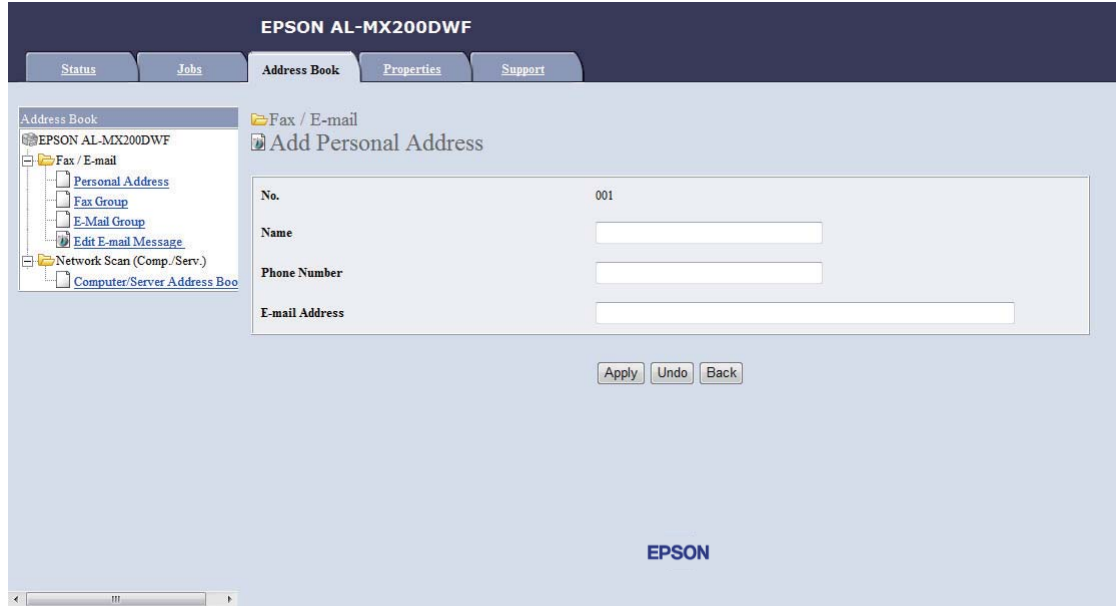 EPSON AL-MX200DWF
Status
Jobs
Address Book
Properties
Support
Address Book
EPSON AL-MX200DWF
Fax / E-mail
Personal Address
Fax Group
E-Mail Group
Edit E-mail Message
Network Scan (Comp./Serv.)
Computer/Server Address Boo
Fax / E-mail
Add Personal Address
No. 001
Name
Phone Number
E-mail Address
Apply Undo Back
EPSON